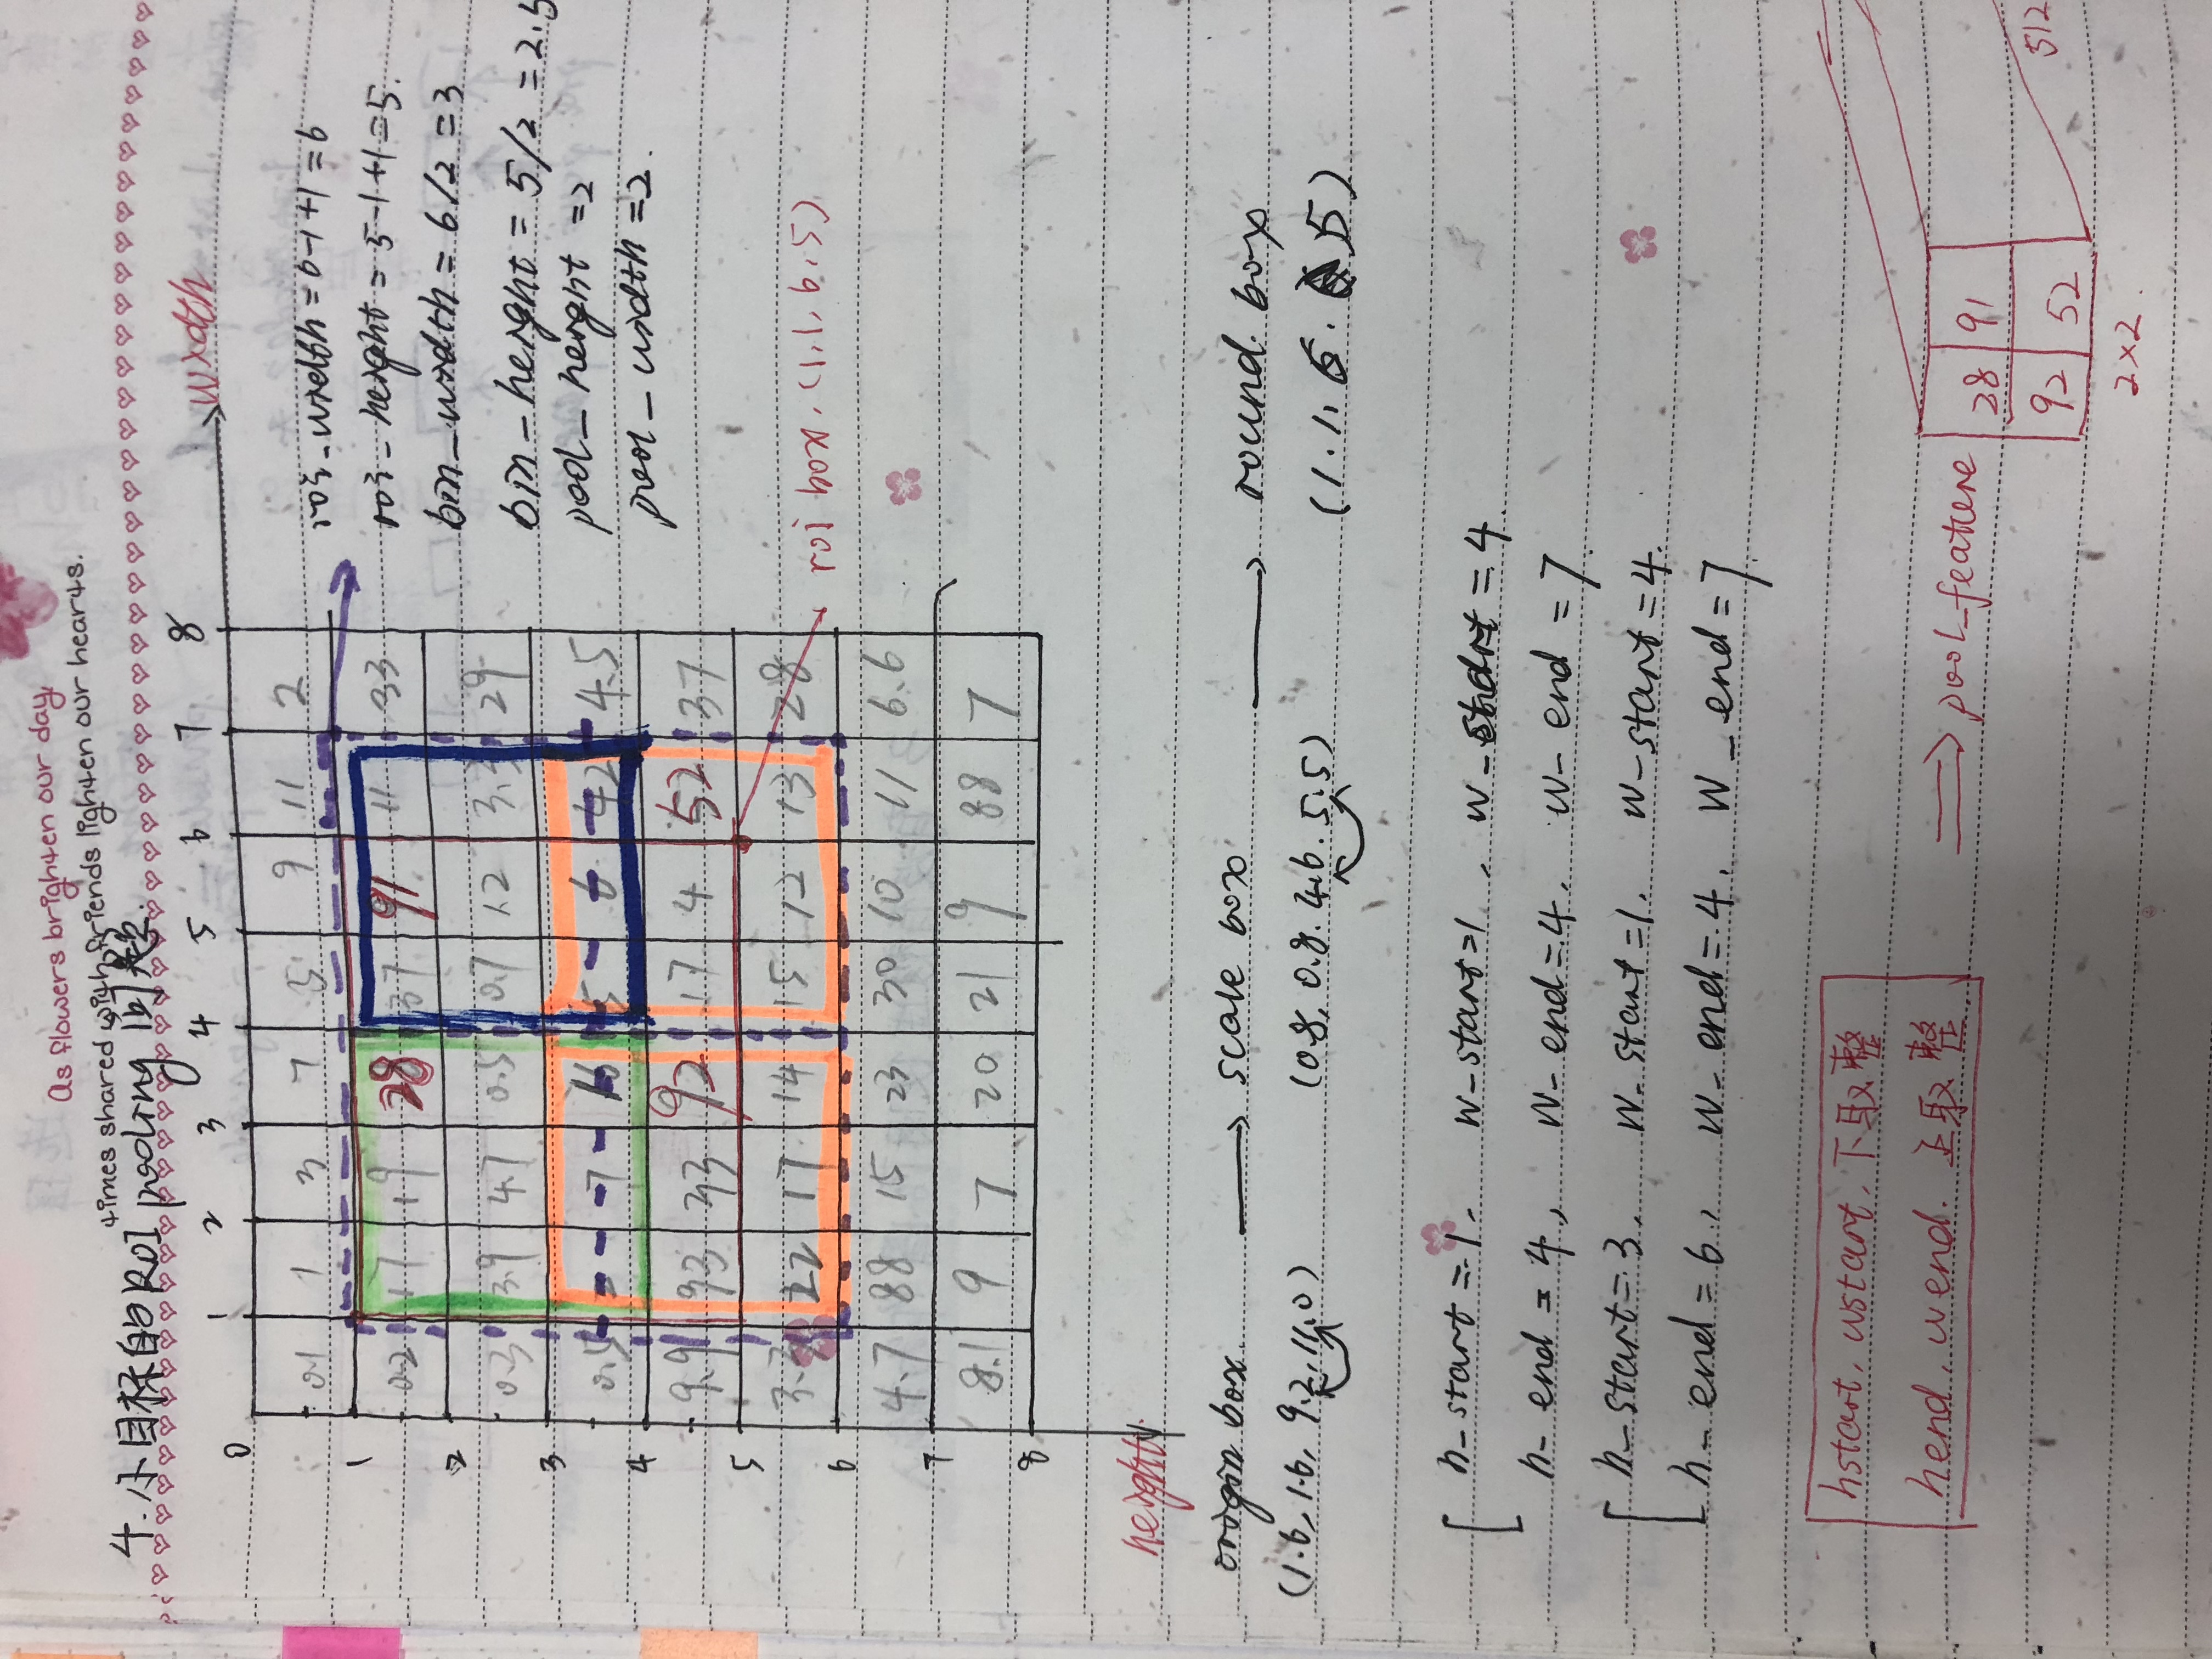 As flowers brighten our day,
times shared with friends lighten our hearts.
4.小目标的ROI pooling 问题.
1 2 3 4 5 6 7 8 width
0
0.1 1 3 7 5 9 11 2
roi_width = 6-1+1 = 6
1
0.2 17 19 28 37 91 11 33
roi_height = 5-1+1 = 5.
2
bin_width = 6/2 = 3
0.3 3.9 4.7 0.5 0.7 1.2 3.3 29
bin_height = 5/2 = 2.5
3
pool_height = 2
0.5 7 16 5 6 42 4.5
4
pool_width = 2.
9.9 93 33 92 17 4 52 37
5
22 17 14 15 12 13 28
roi box. (1,1,6,5)
6
4.7 88 15 23 30 10 11 6.6
7
8.1 9 7 20 21 9 88 7
8
height
origin box. → scale box → round box
(1.6, 1.6, 9.2, 11.0) (0.8, 0.8. 4.6. 5.5) (1. 1. 6. 5)
h_start = 1. w_start=1. w_start = 4.
h_end = 4, w_end=4. w_end = 7.
h_start=3. w_start=1. w_start=4.
h_end=6, w_end=4. w_end=7.
hstart, wstart, 下取整
hend, wend. 上取整
⇒ pool_feature
28 91
92 52
512
2×2.